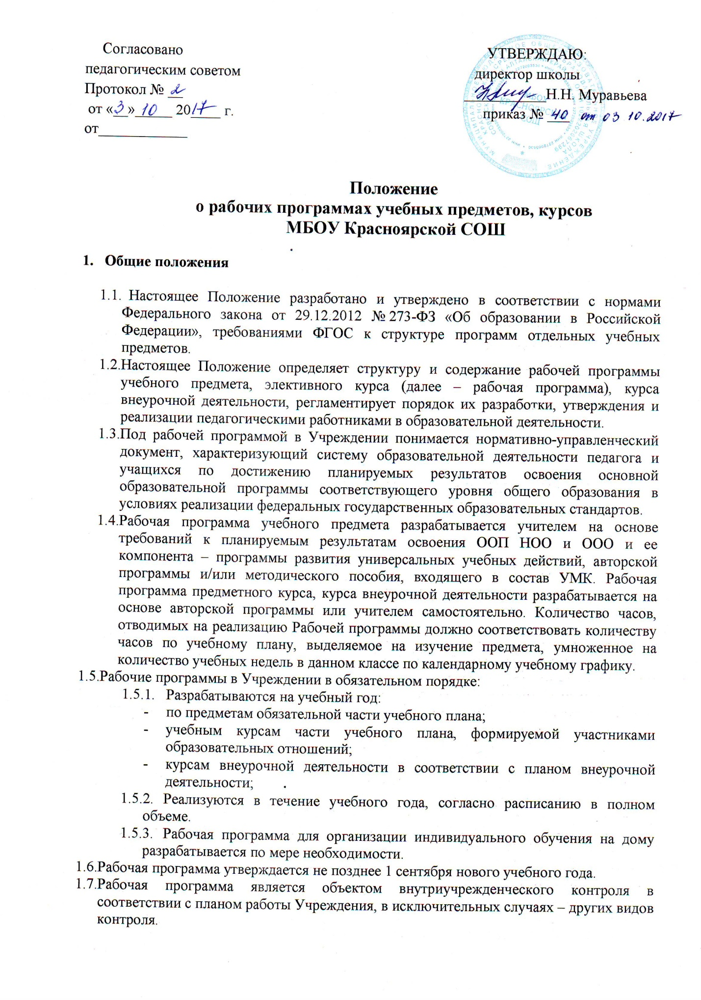 Согласовано
педагогическим советом
Протокол № 2
от «3» 10 2017 г.
от____________
УТВЕРЖДАЮ:
директор школы
___________Н.Н. Муравьева
приказ № 40 от 03 10.2017
МБОУ
КРАСНОЯРСКАЯ
СОШ
Положение
о рабочих программах учебных предметов, курсов
МБОУ Красноярской СОШ
1. Общие положения
1.1. Настоящее Положение разработано и утверждено в соответствии с нормами
Федерального закона от 29.12.2012 № 273-ФЗ «Об образовании в Российской
Федерации», требованиями ФГОС к структуре программ отдельных учебных
предметов.
1.2.Настоящее Положение определяет структуру и содержание рабочей программы
учебного предмета, элективного курса (далее – рабочая программа), курса
внеурочной деятельности, регламентирует порядок их разработки, утверждения и
реализации педагогическими работниками в образовательной деятельности.
1.3.Под рабочей программой в Учреждении понимается нормативно-управленческий
документ, характеризующий систему образовательной деятельности педагога и
учащихся по достижению планируемых результатов освоения основной
образовательной программы соответствующего уровня общего образования в
условиях реализации федеральных государственных образовательных стандартов.
1.4.Рабочая программа учебного предмета разрабатывается учителем на основе
требований к планируемым результатам освоения ООП НОО и ООО и ее
компонента – программы развития универсальных учебных действий, авторской
программы и/или методического пособия, входящего в состав УМК. Рабочая
программа предметного курса, курса внеурочной деятельности разрабатывается на
основе авторской программы или учителем самостоятельно. Количество часов,
отводимых на реализацию Рабочей программы должно соответствовать количеству
часов по учебному плану, выделяемое на изучение предмета, умноженное на
количество учебных недель в данном классе по календарному учебному графику.
1.5.Рабочие программы в Учреждении в обязательном порядке:
1.5.1. Разрабатываются на учебный год:
- по предметам обязательной части учебного плана;
- учебным курсам части учебного плана, формируемой участниками
образовательных отношений;
- курсам внеурочной деятельности в соответствии с планом внеурочной
деятельности;
1.5.2. Реализуются в течение учебного года, согласно расписанию в полном
объеме.
1.5.3. Рабочая программа для организации индивидуального обучения на дому
разрабатывается по мере необходимости.
1.6.Рабочая программа утверждается не позднее 1 сентября нового учебного года.
1.7.Рабочая программа является объектом внутриучрежденческого контроля в
соответствии с планом работы Учреждения, в исключительных случаях – других видов
контроля.